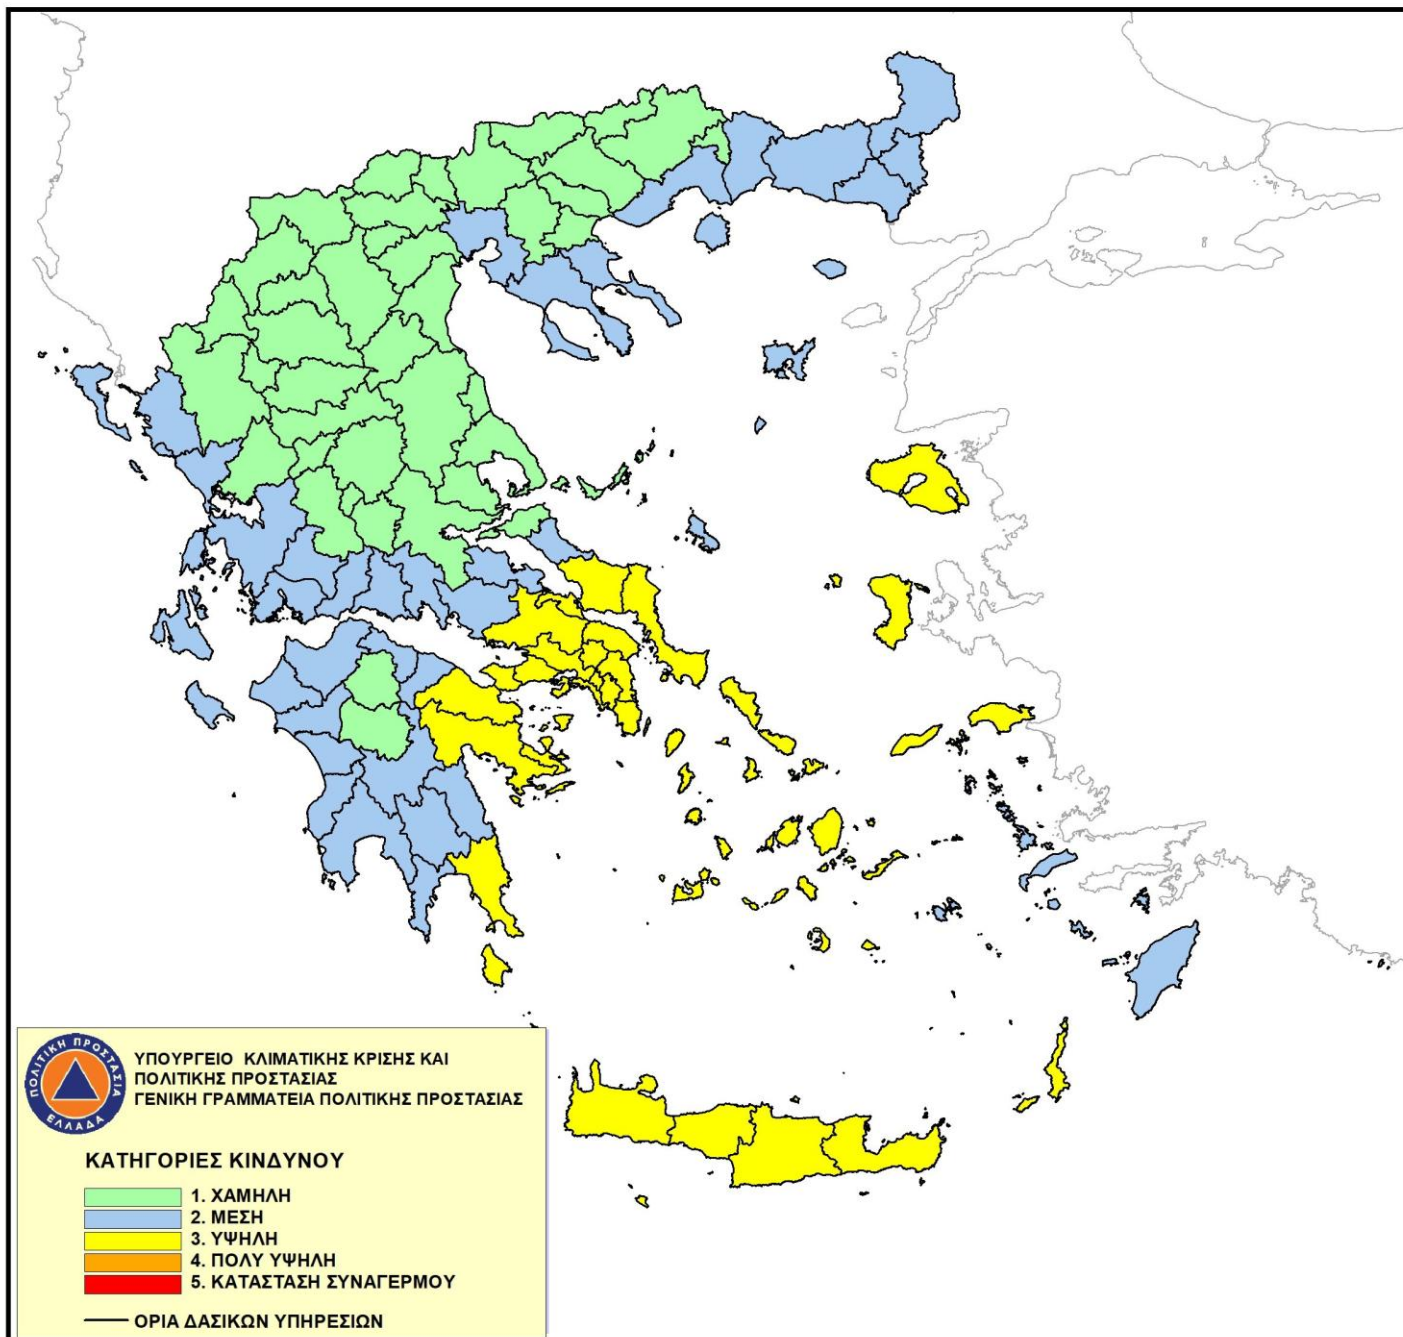 ΠΟΛΙΤΙΚΗ ΠΡΟΣΤΑΣΙΑ
ΕΛΛΑΔΑ
ΥΠΟΥΡΓΕΙΟ ΚΛΙΜΑΤΙΚΗΣ ΚΡΙΣΗΣ ΚΑΙ
ΠΟΛΙΤΙΚΗΣ ΠΡΟΣΤΑΣΙΑΣ
ΓΕΝΙΚΗ ΓΡΑΜΜΑΤΕΙΑ ΠΟΛΙΤΙΚΗΣ ΠΡΟΣΤΑΣΙΑΣ
ΚΑΤΗΓΟΡΙΕΣ ΚΙΝΔΥΝΟΥ
1. ΧΑΜΗΛΗ
2. ΜΕΣΗ
3. ΥΨΗΛΗ
4. ΠΟΛΥ ΥΨΗΛΗ
5. ΚΑΤΑΣΤΑΣΗ ΣΥΝΑΓΕΡΜΟΥ
ΟΡΙΑ ΔΑΣΙΚΩΝ ΥΠΗΡΕΣΙΩΝ